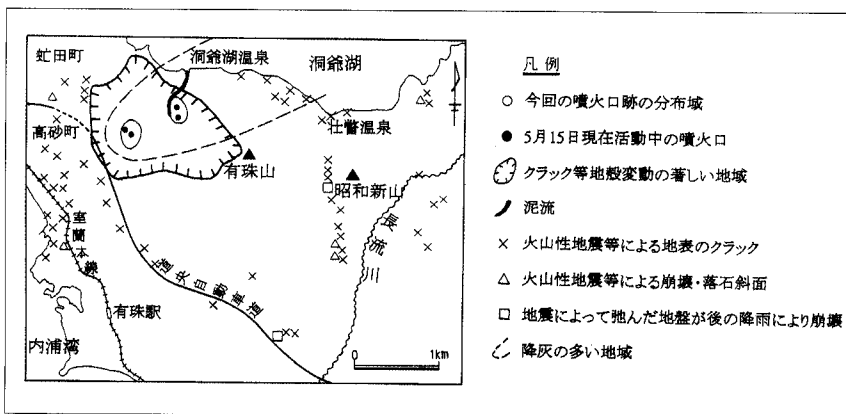 虻田町
洞爺湖温泉
洞爺湖
高砂町
壮瞥温泉
有珠山
昭和新山
室蘭本線
長流川
道央自動車道
有珠駅
内浦湾
0
1km
凡例
今回の噴火口跡の分布域
5月15日現在活動中の噴火口
クラック等地殻変動の著しい地域
泥流
火山性地震等による地表のクラック
火山性地震等による崩壊・落石斜面
地震によって弛んだ地盤が後の降雨により崩壊
降灰の多い地域